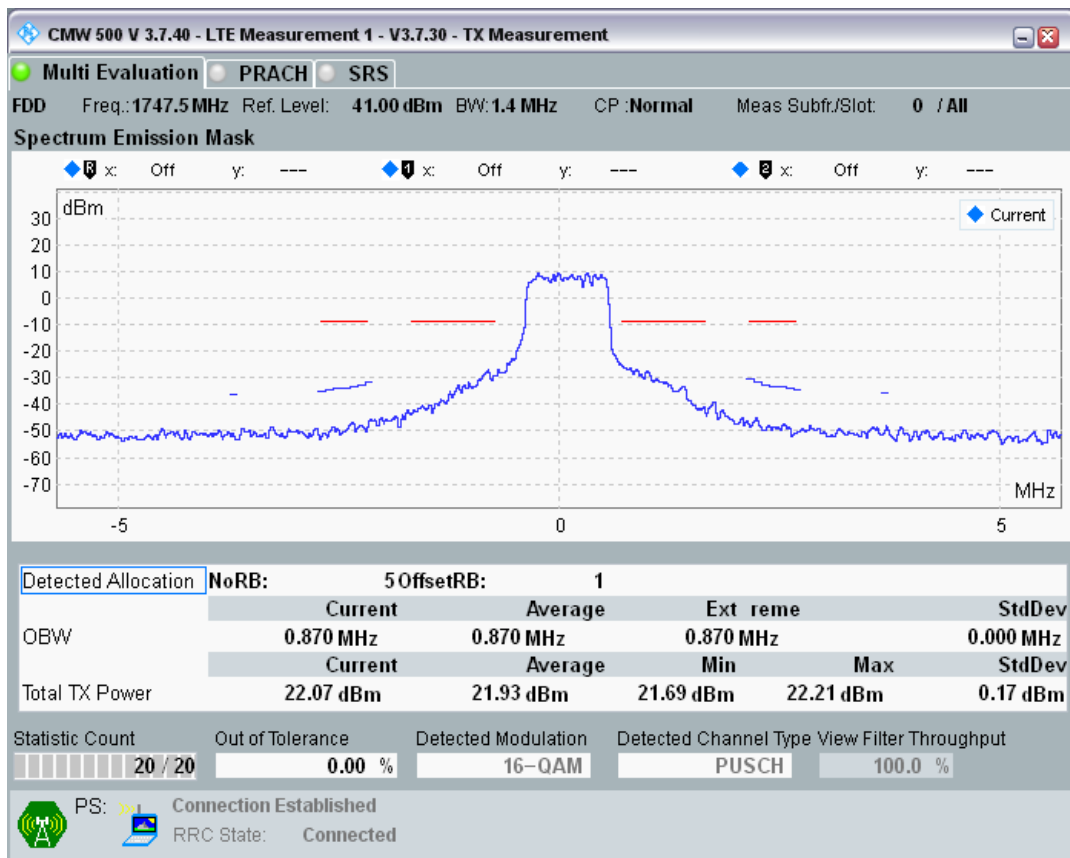 CMW 500 V 3.7.40 - LTE Measurement 1 - V3.7.30 - TX Measurement
Multi Evaluation PRACH SRS
FDD Freq.: 1747.5 MHz Ref. Level: 41.00 dBm BW: 1.4 MHz CP :Normal Meas Subfr./Slot: 0 / All
Spectrum Emission Mask
R x: Off y: --- 1 x: Off y: --- 2 x: Off y: ---
dBm
Current
30
20
10
0
-10
-20
-30
-40
-50
-60
-70
MHz
-5 0 5
Detected Allocation NoRB: 5 OffsetRB: 1
Current Average Ext reme StdDev
OBW 0.870 MHz 0.870 MHz 0.870 MHz 0.000 MHz
Current Average Min Max StdDev
Total TX Power 22.07 dBm 21.93 dBm 21.69 dBm 22.21 dBm 0.17 dBm
Statistic Count Out of Tolerance Detected Modulation Detected Channel Type View Filter Throughput
20 / 20 0.00 % 16-QAM PUSCH 100.0 %
PS: Connection Established
RRC State: Connected